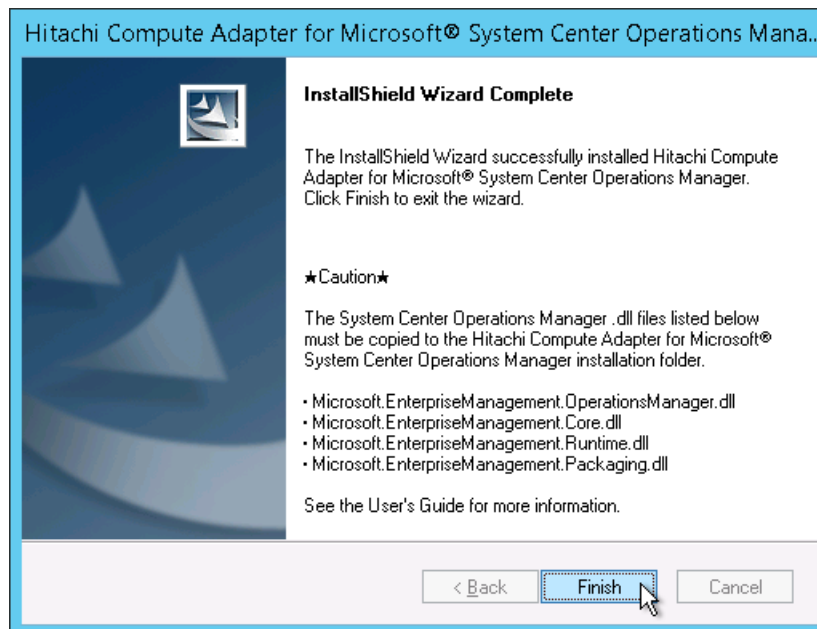 Hitachi Compute Adapter for Microsoft® System Center Operations Mana..
InstallShield Wizard Complete
The InstallShield Wizard successfully installed Hitachi Compute
Adapter for Microsoft® System Center Operations Manager.
Click Finish to exit the wizard.
★Caution★
The System Center Operations Manager .dll files listed below
must be copied to the Hitachi Compute Adapter for Microsoft®
System Center Operations Manager installation folder.
・Microsoft.EnterpriseManagement.OperationsManager.dll
・Microsoft.EnterpriseManagement.Core.dll
・Microsoft.EnterpriseManagement.Runtime.dll
・Microsoft.EnterpriseManagement.Packaging.dll
See the User's Guide for more information.
< Back Finish Cancel